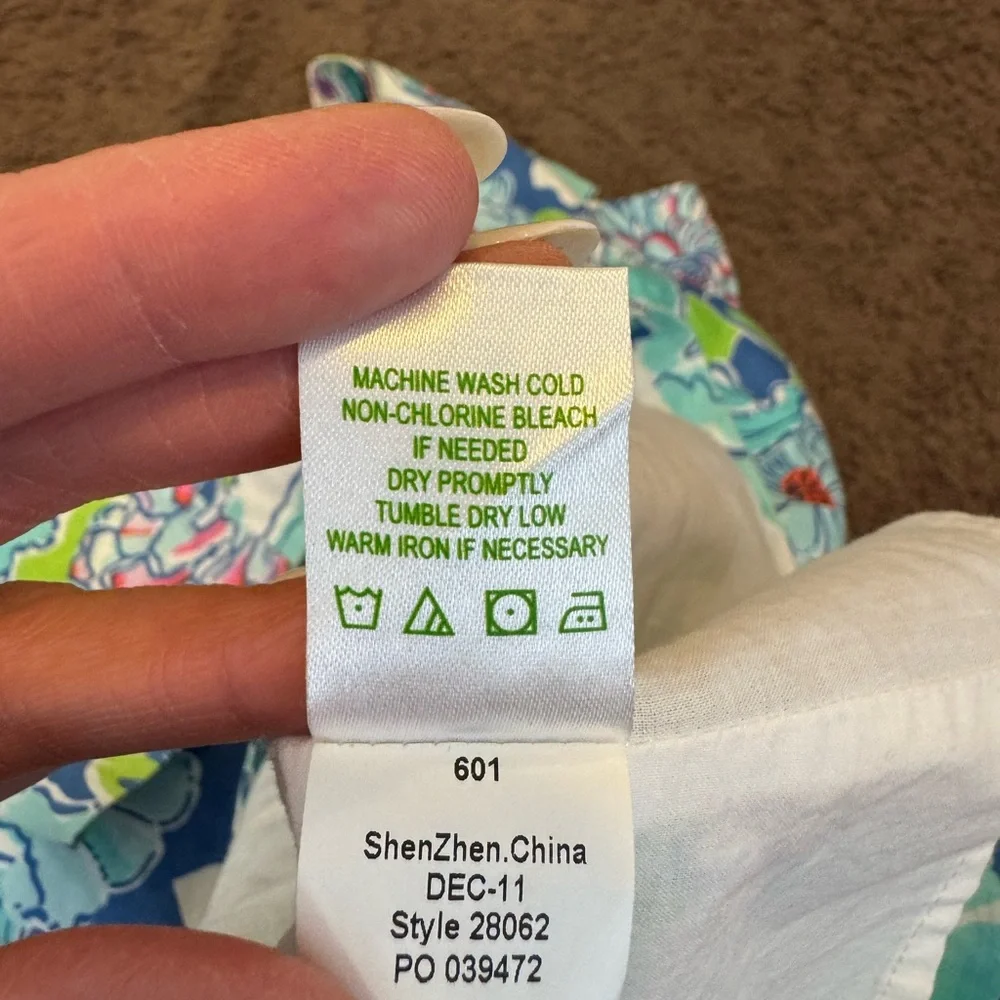 MACHINE WASH COLD
NON-CHLORINE BLEACH
IF NEEDED
DRY PROMPTLY
TUMBLE DRY LOW
WARM IRON IF NECESSARY
601
ShenZhen.China
DEC-11
Style 28062
PO 039472